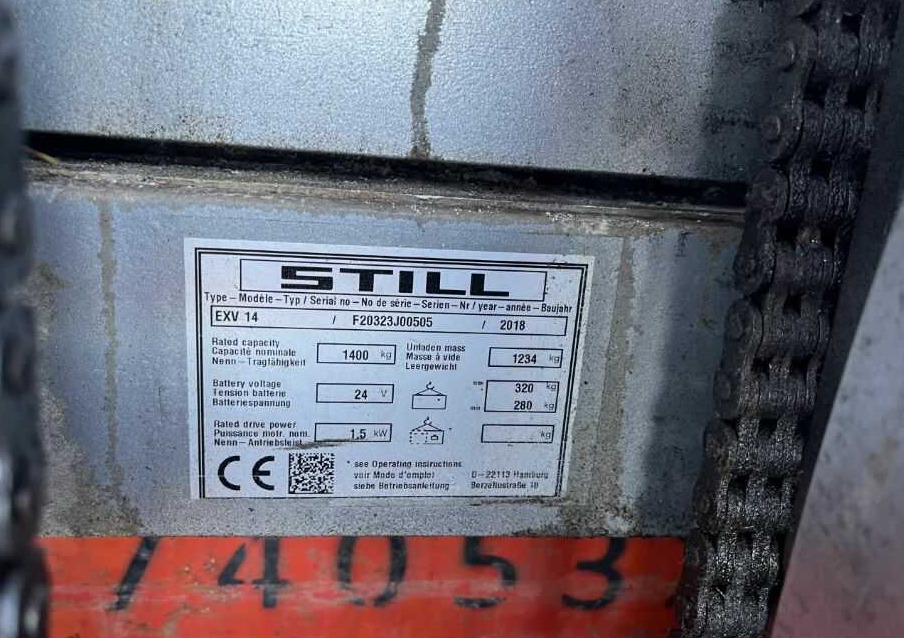 STILL
Type – Modèle – Typ / Serial no – No de série – Serien – Nr / year – année – Baujahr
EXV 14 / F20323J00505 / 2018
Rated capacity
Capacité nominale
Nenn – Tragfähigkeit
1400 kg
Unladen mass
Masse à vide
Leergewicht
1234 kg
Battery voltage
Tension batterie
Batteriespannung
24 V
max 320 kg
min 280 kg
Rated drive power
Puissance motr. nom.
Nenn – Antriebsleist.
1.5 kW
* kg
CE
* see Operating instructions
voir Mode d'emploi
siehe Betriebsanleitung
D – 22113 Hamburg
Berzeliusstraße 10
74053